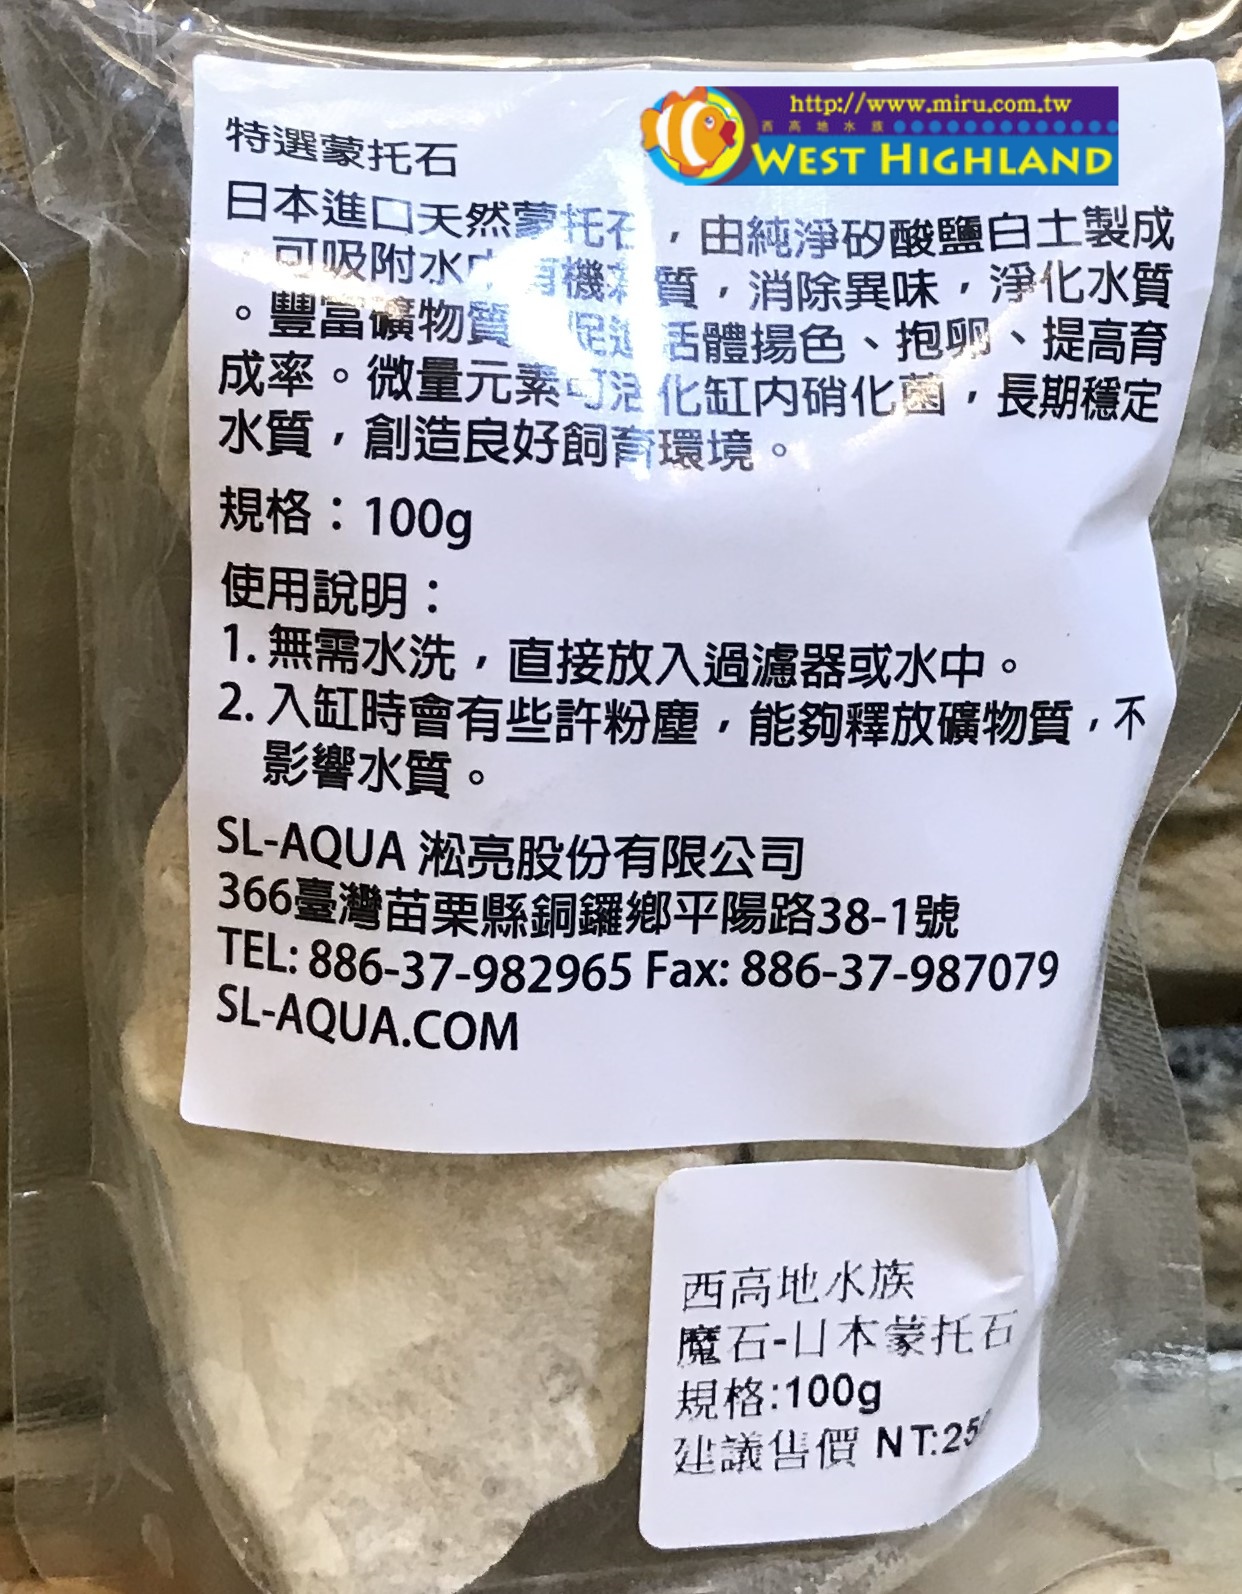 http://www.miru.com.tw
西高地水族
WEST HIGHLAND
特選蒙托石
日本進口天然蒙托石，由純淨矽酸鹽白土製成
，可吸附水中有機 質，消除異味，淨化水質
。豐富礦物質 促進活體揚色、抱卵、提高育
成率。微量元素可活化缸内硝化菌，長期穩定
水質，創造良好飼育環境。
規格：100g
使用說明：
1. 無需水洗，直接放入過濾器或水中。
2. 入缸時會有些許粉塵，能夠釋放礦物質，不
影響水質。
SL-AQUA 淞亮股份有限公司
366臺灣苗栗縣銅鑼鄉平陽路38-1號
TEL: 886-37-982965 Fax: 886-37-987079
SL-AQUA.COM
西高地水族
魔石-日本蒙托石
規格:100g
建議售價 NT: